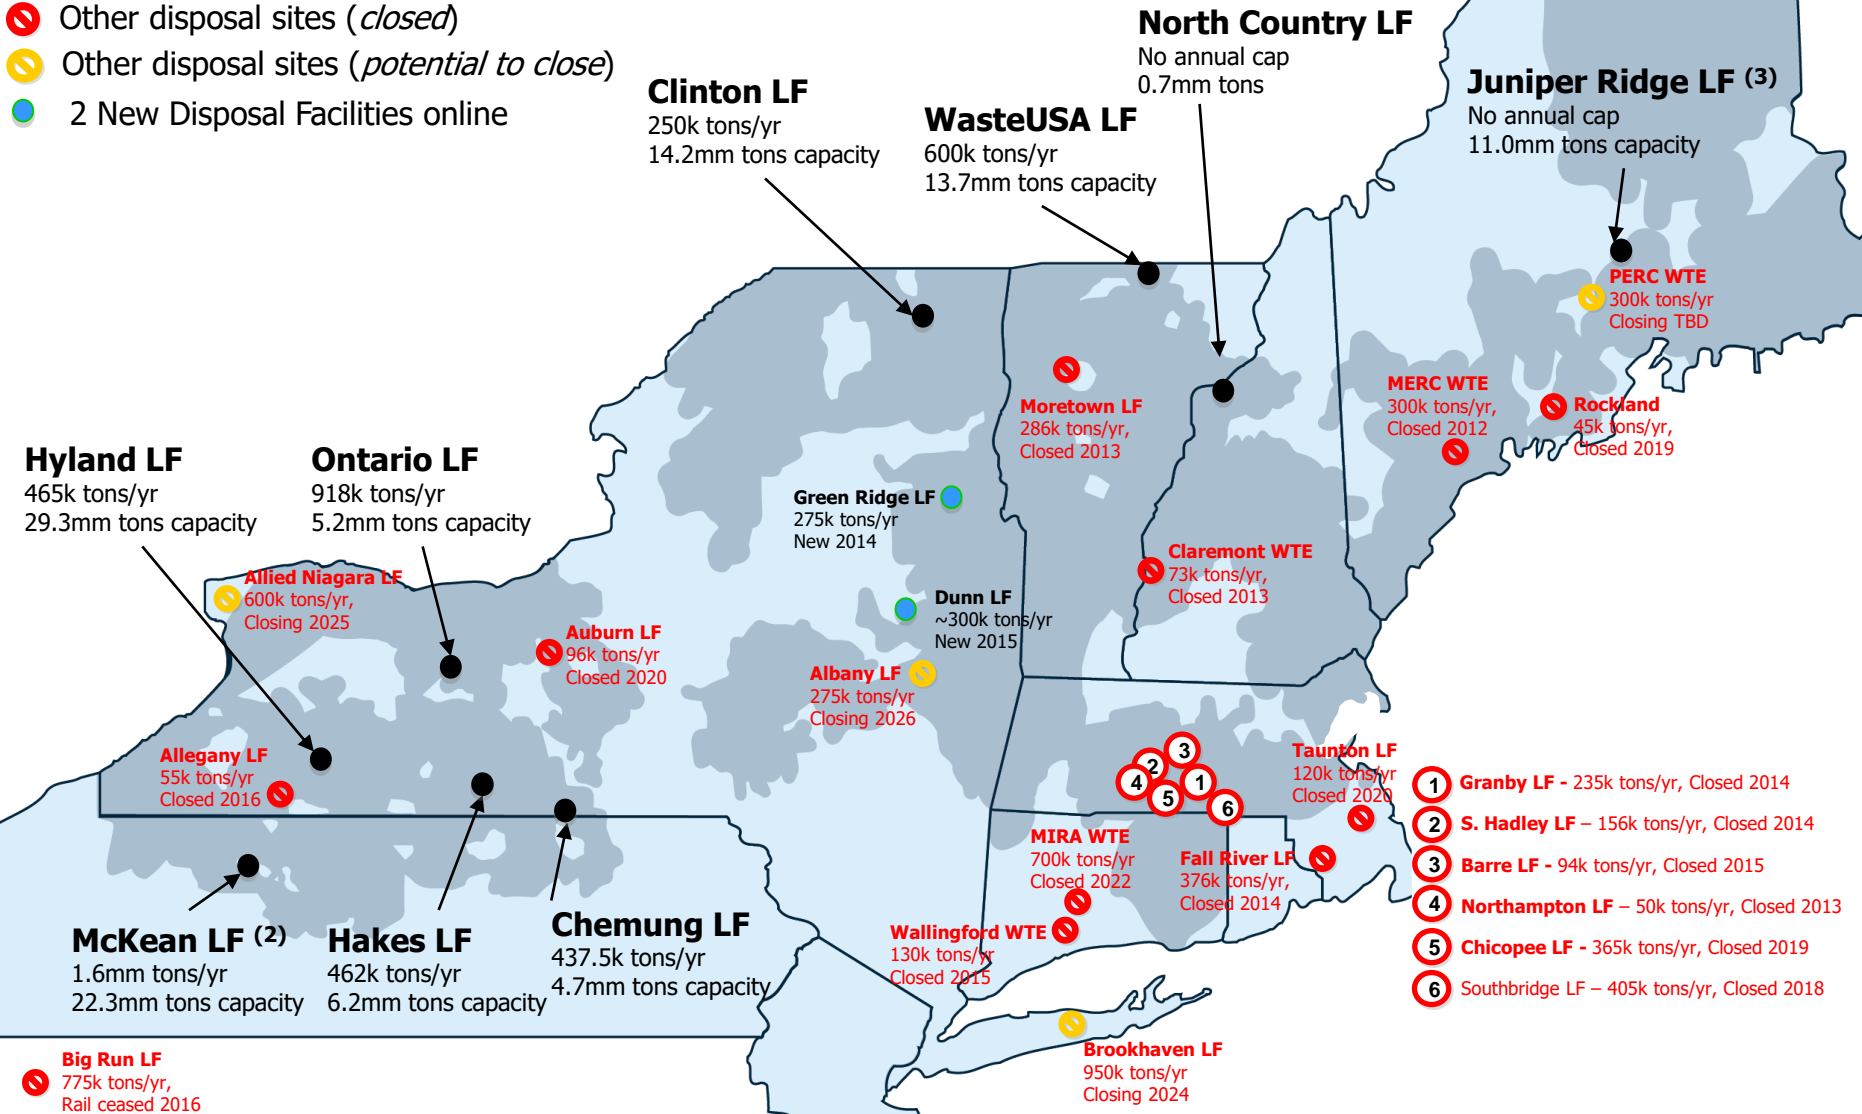 Other disposal sites (closed)
Other disposal sites (potential to close)
2 New Disposal Facilities online
North Country LF
No annual cap
0.7mm tons
Clinton LF
250k tons/yr
14.2mm tons capacity
WasteUSA LF
600k tons/yr
13.7mm tons capacity
Juniper Ridge LF (3)
No annual cap
11.0mm tons capacity
PERC WTE
300k tons/yr
Closing TBD
MERC WTE
300k tons/yr,
Closed 2012
Rockland
45k tons/yr,
Closed 2019
Moretown LF
286k tons/yr,
Closed 2013
Hyland LF
465k tons/yr
29.3mm tons capacity
Ontario LF
918k tons/yr
5.2mm tons capacity
Green Ridge LF
275k tons/yr
New 2014
Claremont WTE
73k tons/yr,
Closed 2013
Allied Niagara LF
600k tons/yr,
Closing 2025
Dunn LF
~300k tons/yr
New 2015
Auburn LF
96k tons/yr
Closed 2020
Albany LF
275k tons/yr
Closing 2026
Allegany LF
55k tons/yr
Closed 2016
3
2
4
1
5
6
Taunton LF
120k tons/yr
Closed 2020
1 Granby LF - 235k tons/yr, Closed 2014
2 S. Hadley LF – 156k tons/yr, Closed 2014
3 Barre LF - 94k tons/yr, Closed 2015
4 Northampton LF – 50k tons/yr, Closed 2013
5 Chicopee LF - 365k tons/yr, Closed 2019
6 Southbridge LF – 405k tons/yr, Closed 2018
MIRA WTE
700k tons/yr
Closed 2022
Fall River LF
376k tons/yr,
Closed 2014
Wallingford WTE
130k tons/yr
Closed 2015
McKean LF (2)
1.6mm tons/yr
22.3mm tons capacity
Hakes LF
462k tons/yr
6.2mm tons capacity
Chemung LF
437.5k tons/yr
4.7mm tons capacity
Brookhaven LF
950k tons/yr
Closing 2024
Big Run LF
775k tons/yr,
Rail ceased 2016